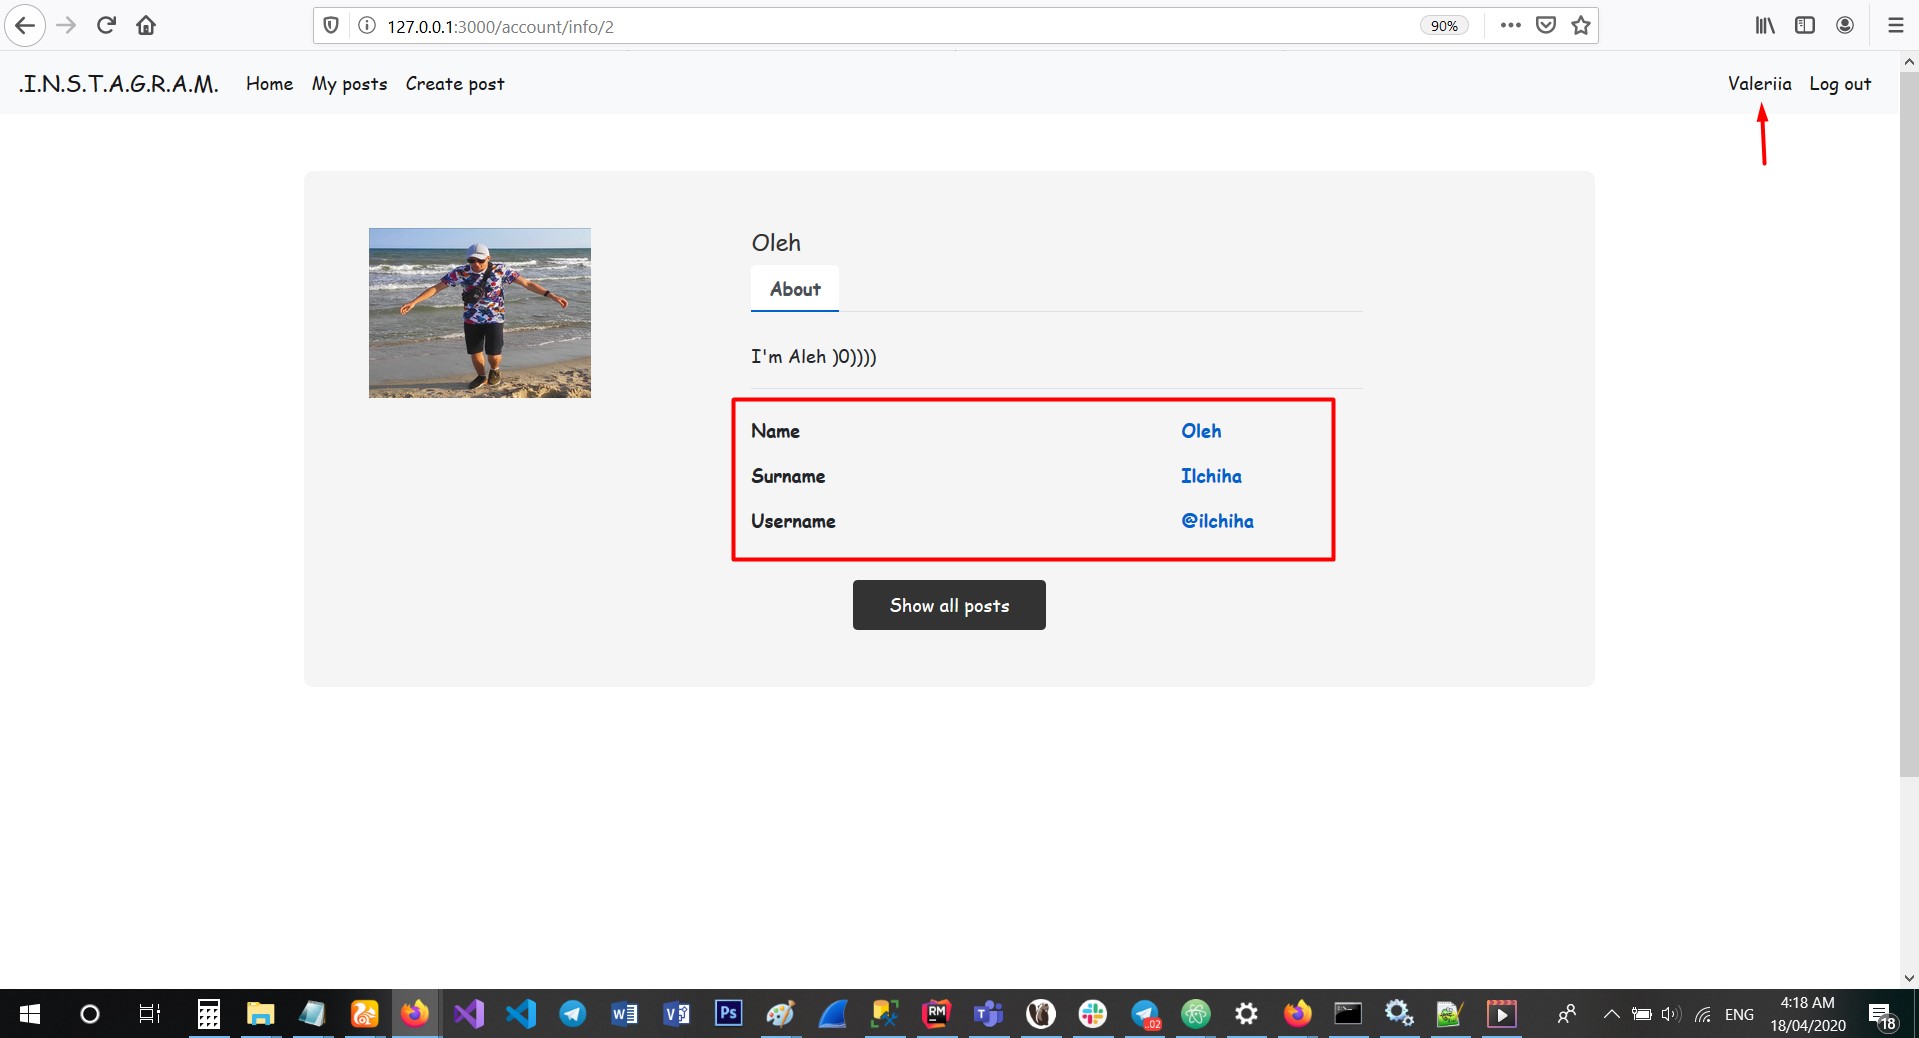 127.0.0.1:3000/account/info/2
90%
.I.N.S.T.A.G.R.A.M. Home My posts Create post Valeriia Log out
Oleh
About
I'm Aleh )0))))
Name Oleh
Surname Ilchiha
Username @ilchiha
Show all posts
Ps
RM
.02
ENG
4:18 AM
18/04/2020
18